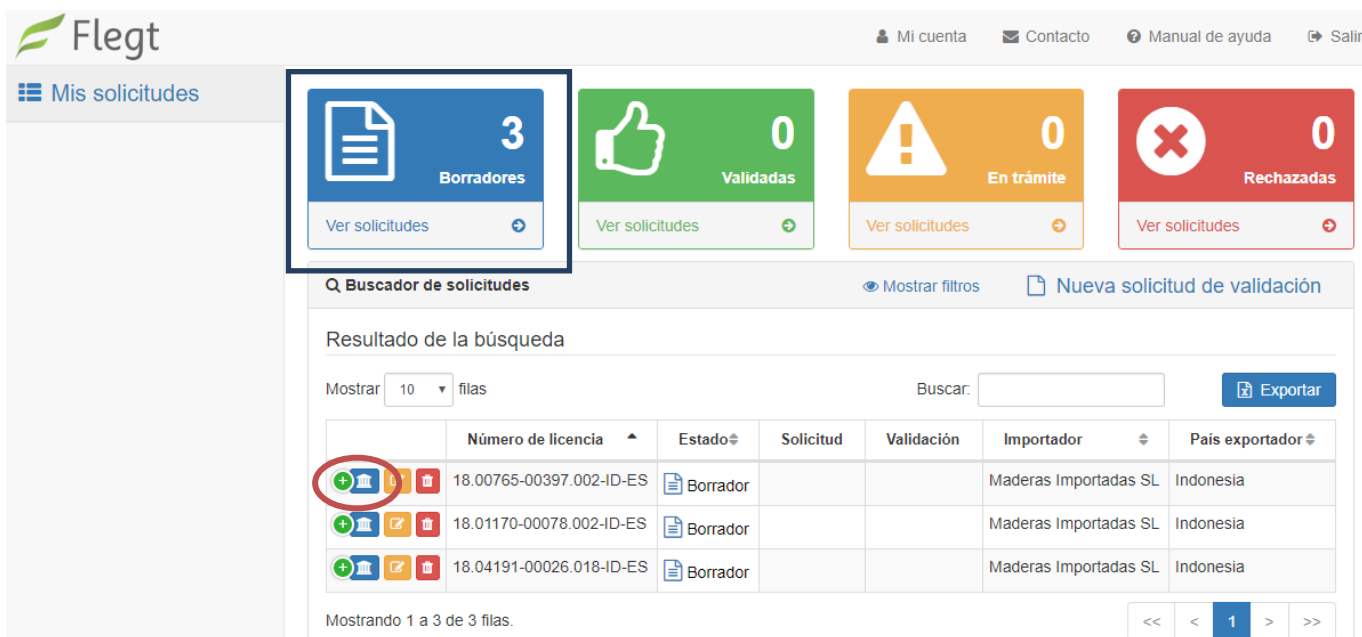 Flegt
Mi cuenta Contacto Manual de ayuda Salir
Mis solicitudes
3 Borradores
Ver solicitudes
0 Validadas
Ver solicitudes
0 En trámite
Ver solicitudes
0 Rechazadas
Ver solicitudes
Buscador de solicitudes Mostrar filtros Nueva solicitud de validación
Resultado de la búsqueda
Mostrar 10 filas Buscar: Exportar
Número de licencia Estado Solicitud Validación Importador País exportador
18.00765-00397.002-ID-ES Borrador Maderas Importadas SL Indonesia
18.01170-00078.002-ID-ES Borrador Maderas Importadas SL Indonesia
18.04191-00026.018-ID-ES Borrador Maderas Importadas SL Indonesia
Mostrando 1 a 3 de 3 filas. << < 1 > >>